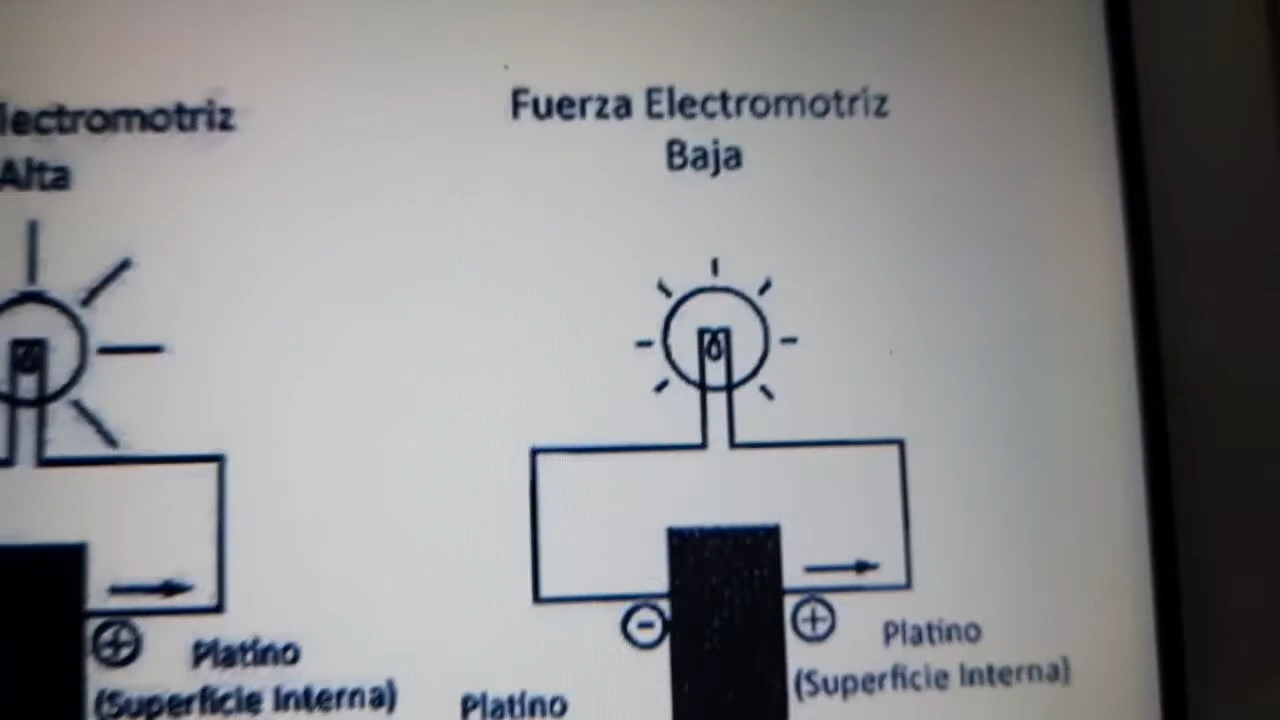 lectromotriz
Alta
Fuerza Electromotriz
Baja
Platino
(Superficie Interna)
Platino
Platino
(Superficie Interna)